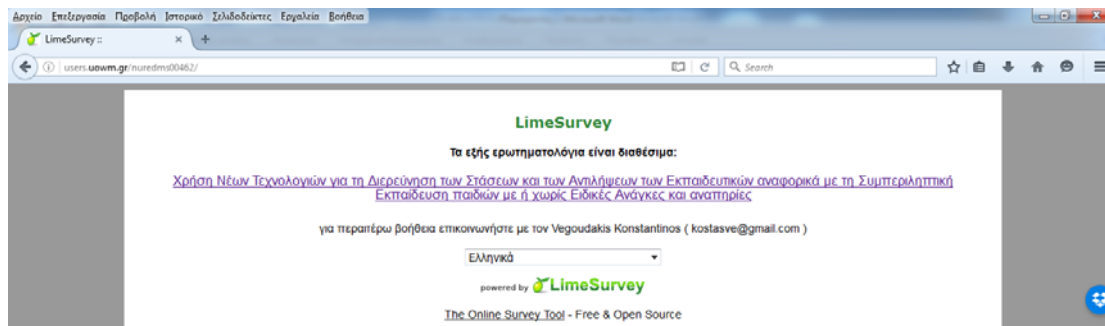 Αρχείο Επεξεργασία Προβολή Ιστορικό Σελιδοδείκτες Εργαλεία Βοήθεια
LimeSurvey :: × +
users.uowm.gr/nuredms00462/ Search
LimeSurvey
Τα εξής ερωτηματολόγια είναι διαθέσιμα:
Χρήση Νέων Τεχνολογιών για τη Διερεύνηση των Στάσεων και των Αντιλήψεων των Εκπαιδευτικών αναφορικά με τη Συμπεριληπτική
Εκπαίδευση παιδιών με ή χωρίς Ειδικές Ανάγκες και αναπηρίες
για περαιτέρω βοήθεια επικοινωνήστε με τον Vegoudakis Konstantinos ( kostasve@gmail.com )
Ελληνικά
powered by LimeSurvey
The Online Survey Tool - Free & Open Source